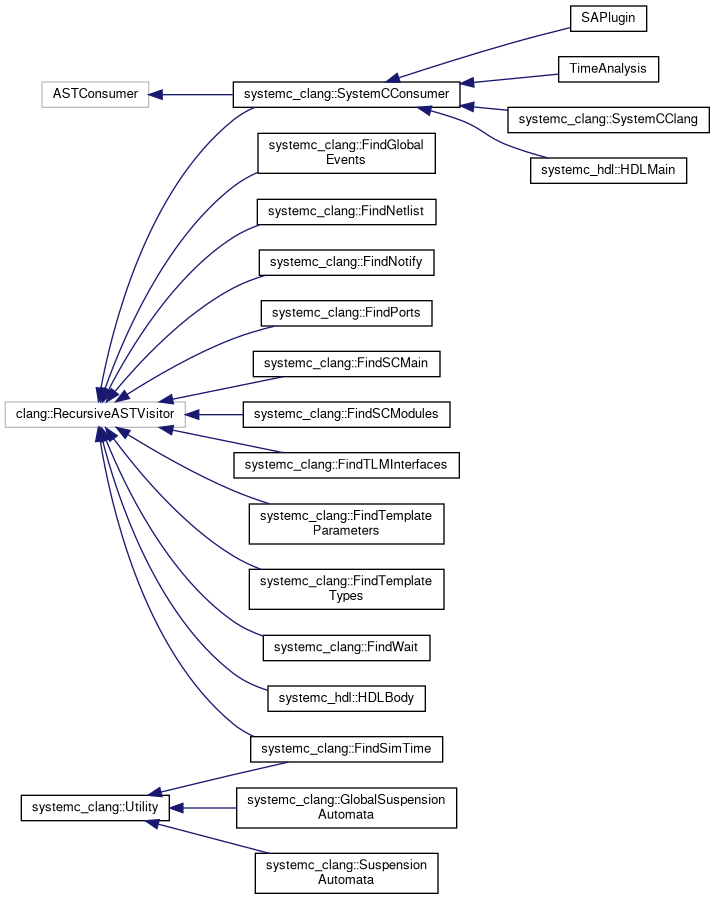 SAPlugin
TimeAnalysis
ASTConsumer
systemc_clang::SystemCConsumer
systemc_clang::SystemCClang
systemc_hdl::HDLMain
systemc_clang::FindGlobal
Events
systemc_clang::FindNetlist
systemc_clang::FindNotify
systemc_clang::FindPorts
systemc_clang::FindSCMain
clang::RecursiveASTVisitor
systemc_clang::FindSCModules
systemc_clang::FindTLMInterfaces
systemc_clang::FindTemplate
Parameters
systemc_clang::FindTemplate
Types
systemc_clang::FindWait
systemc_hdl::HDLBody
systemc_clang::FindSimTime
systemc_clang::Utility
systemc_clang::GlobalSuspension
Automata
systemc_clang::Suspension
Automata